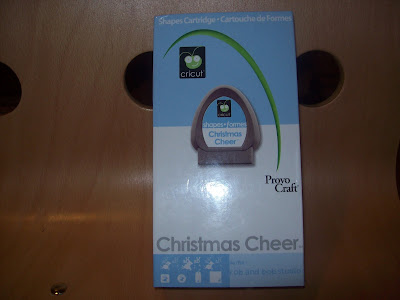 Shapes Cartridge • Cartouche de Formes
cricut
Shapes • Formes
Christmas
Cheer
Provo
Craft
Christmas Cheer